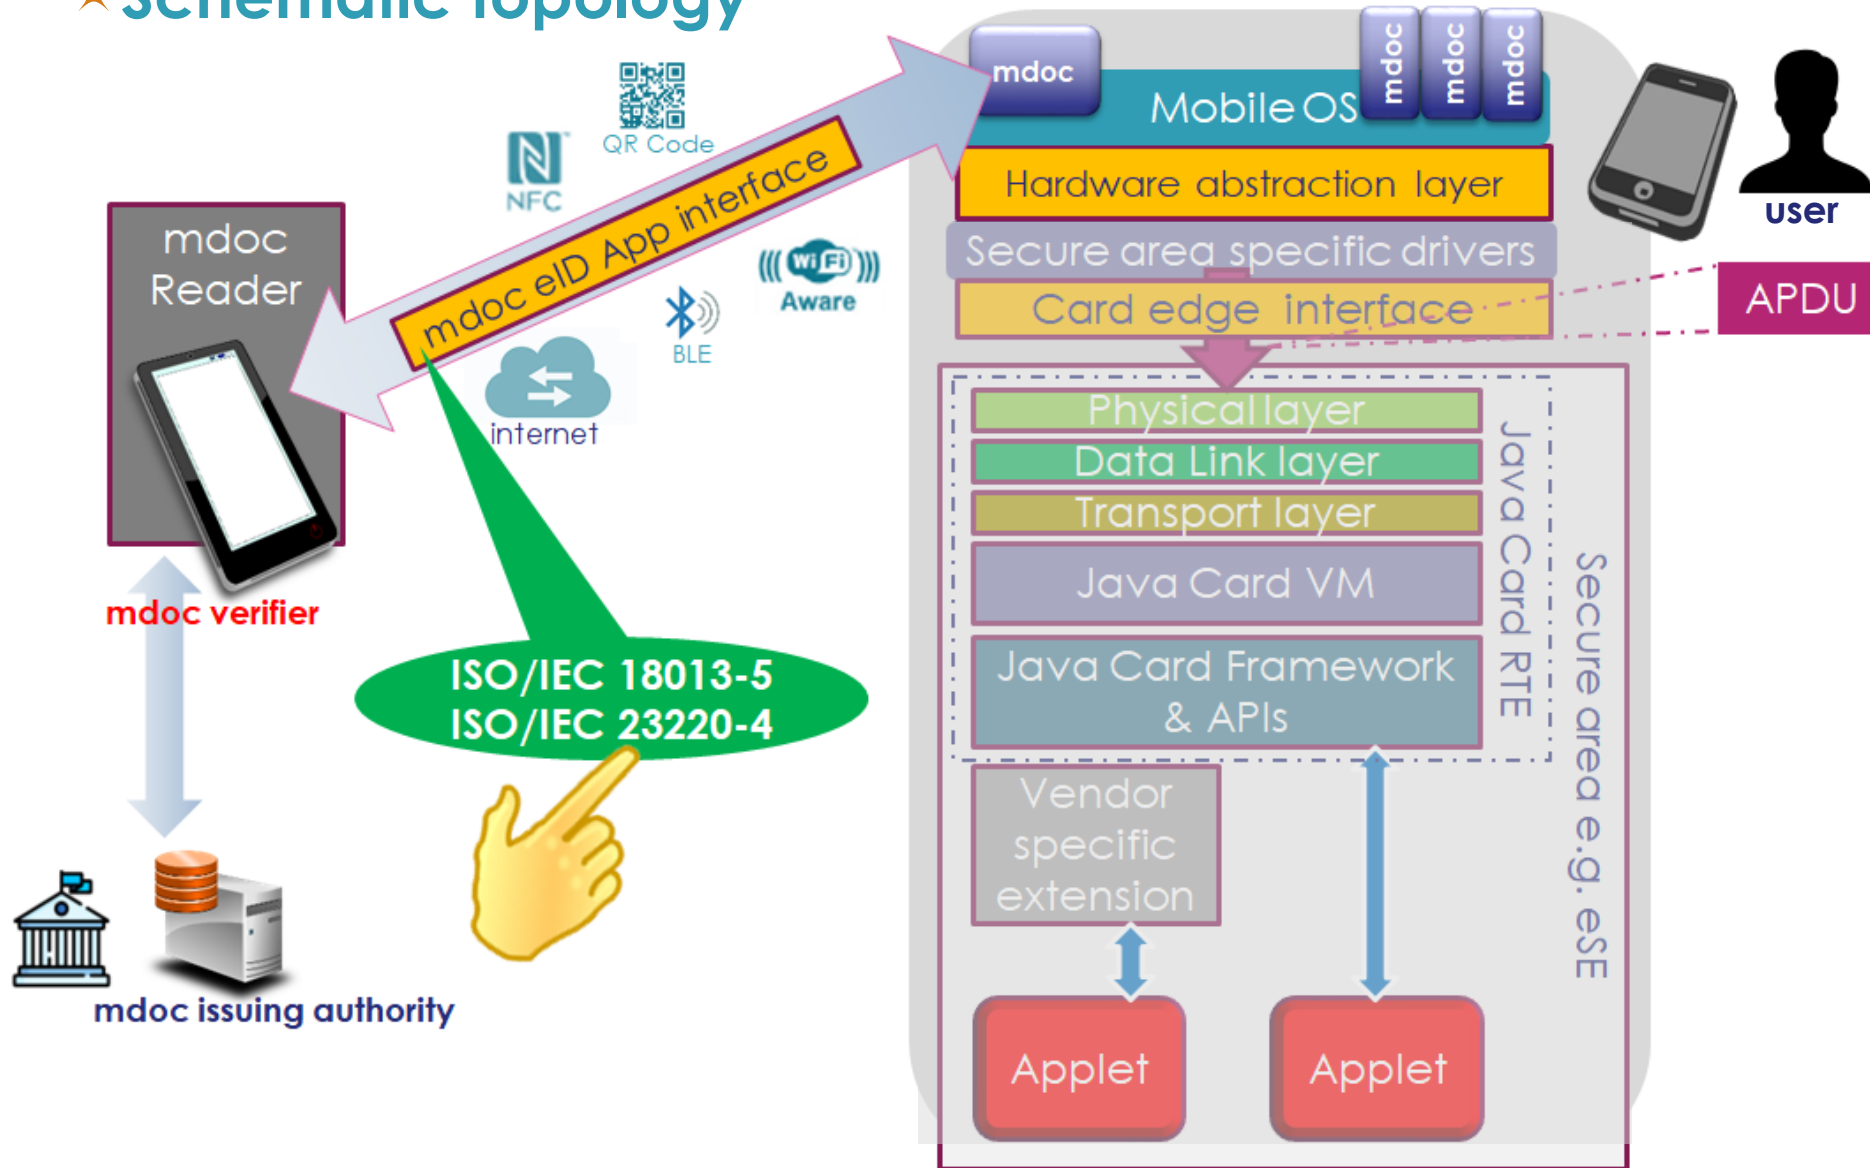 Schematic topology
mdoc
mdoc
mdoc
mdoc
Mobile OS
Hardware abstraction layer
Secure area specific drivers
Card edge interface
user
APDU
QR Code
NFC
mdoc eID App interface
WiFi
Aware
BLE
internet
mdoc
Reader
mdoc verifier
ISO/IEC 18013-5
ISO/IEC 23220-4
mdoc issuing authority
Physical layer
Data Link layer
Transport layer
Java Card VM
Java Card Framework
& APIs
Java Card RTE
Secure area e.g. eSE
Vendor
specific
extension
Applet
Applet